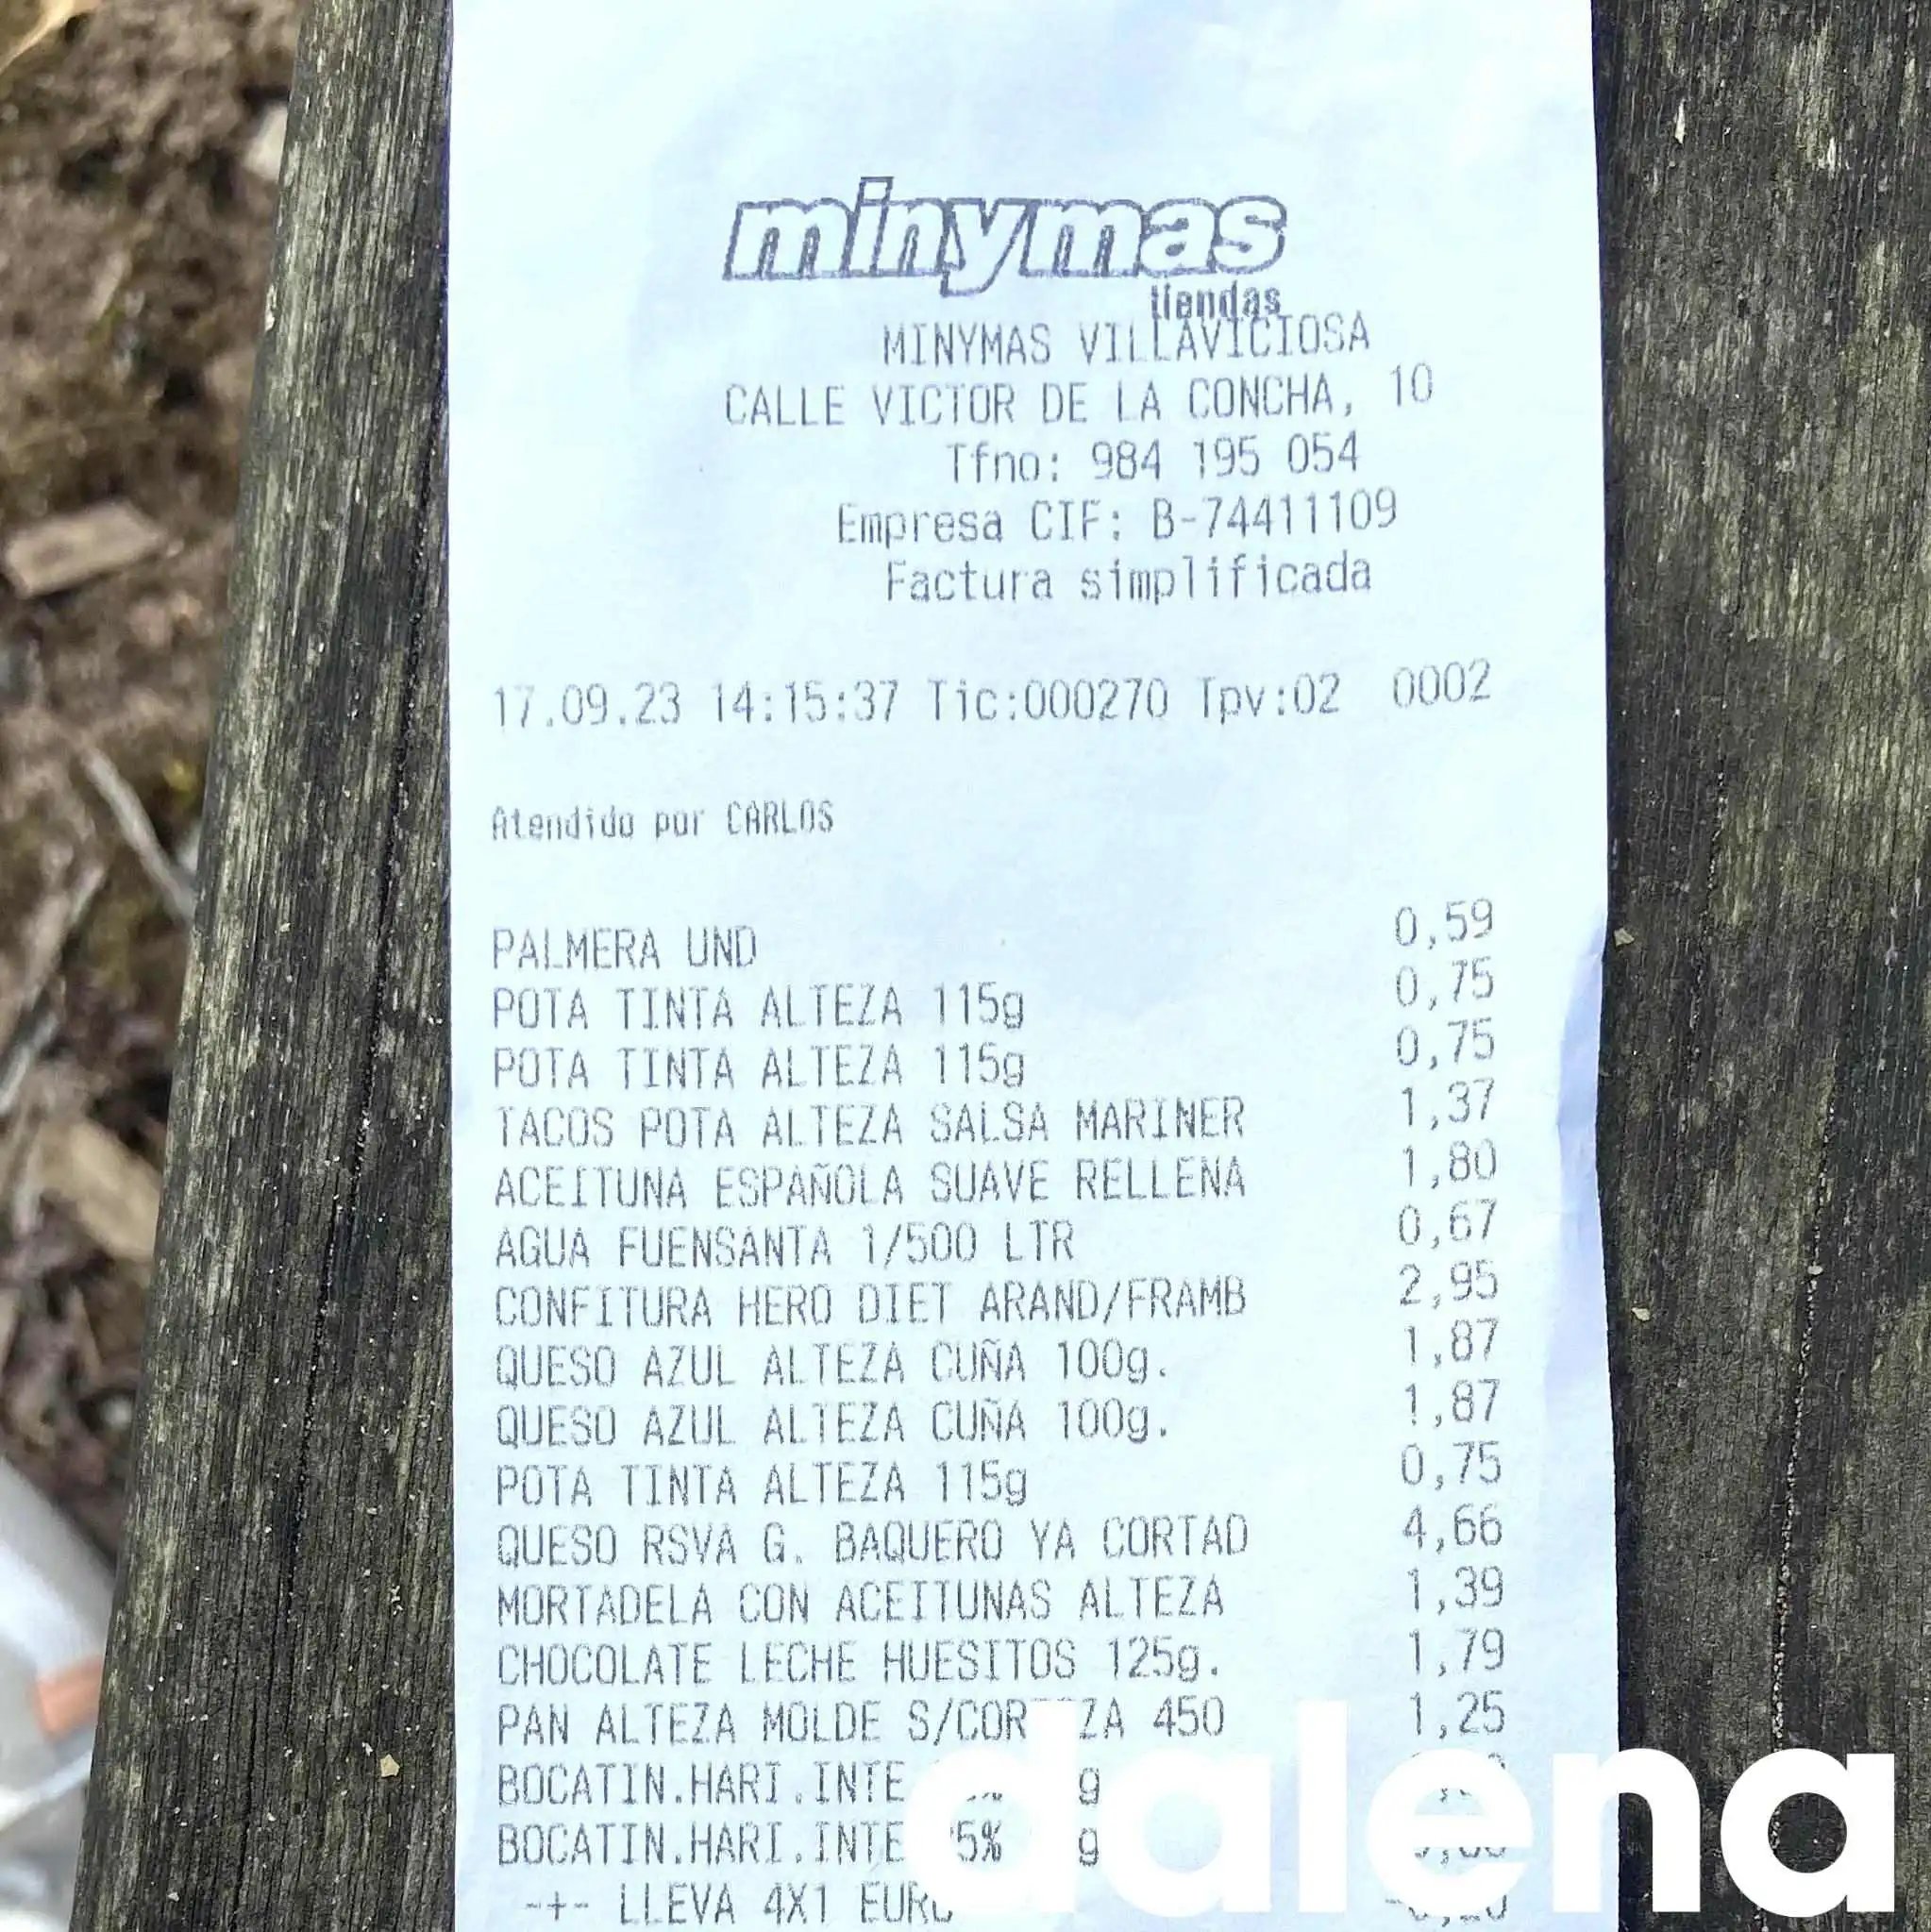 minymas
tiendas
MINYMAS VILLAVICIOSA
CALLE VICTOR DE LA CONCHA, 10
Tfno: 984 195 054
Empresa CIF: B-74411109
Factura simplificada
17.09.23 14:15:37 Tic:000270 Tpv:02 0002
Atendido por CARLOS
PALMERA UND 0,59
POTA TINTA ALTEZA 115g 0,75
POTA TINTA ALTEZA 115g 0,75
TACOS POTA ALTEZA SALSA MARINER 1,37
ACEITUNA ESPAÑOLA SUAVE RELLENA 1,80
AGUA FUENSANTA 1/500 LTR 0,67
CONFITURA HERO DIET ARAND/FRAMB 2,95
QUESO AZUL ALTEZA CUÑA 100g. 1,87
QUESO AZUL ALTEZA CUÑA 100g. 1,87
POTA TINTA ALTEZA 115g 0,75
QUESO RSVA G. BAQUERO YA CORTAD 4,66
MORTADELA CON ACEITUNAS ALTEZA 1,39
CHOCOLATE LECHE HUESITOS 125g. 1,79
PAN ALTEZA MOLDE 450 1,25
BOCATIN.HARI.INTE
BOCATIN.HARI.INTE
-+- LLEVA 4X1
dalena